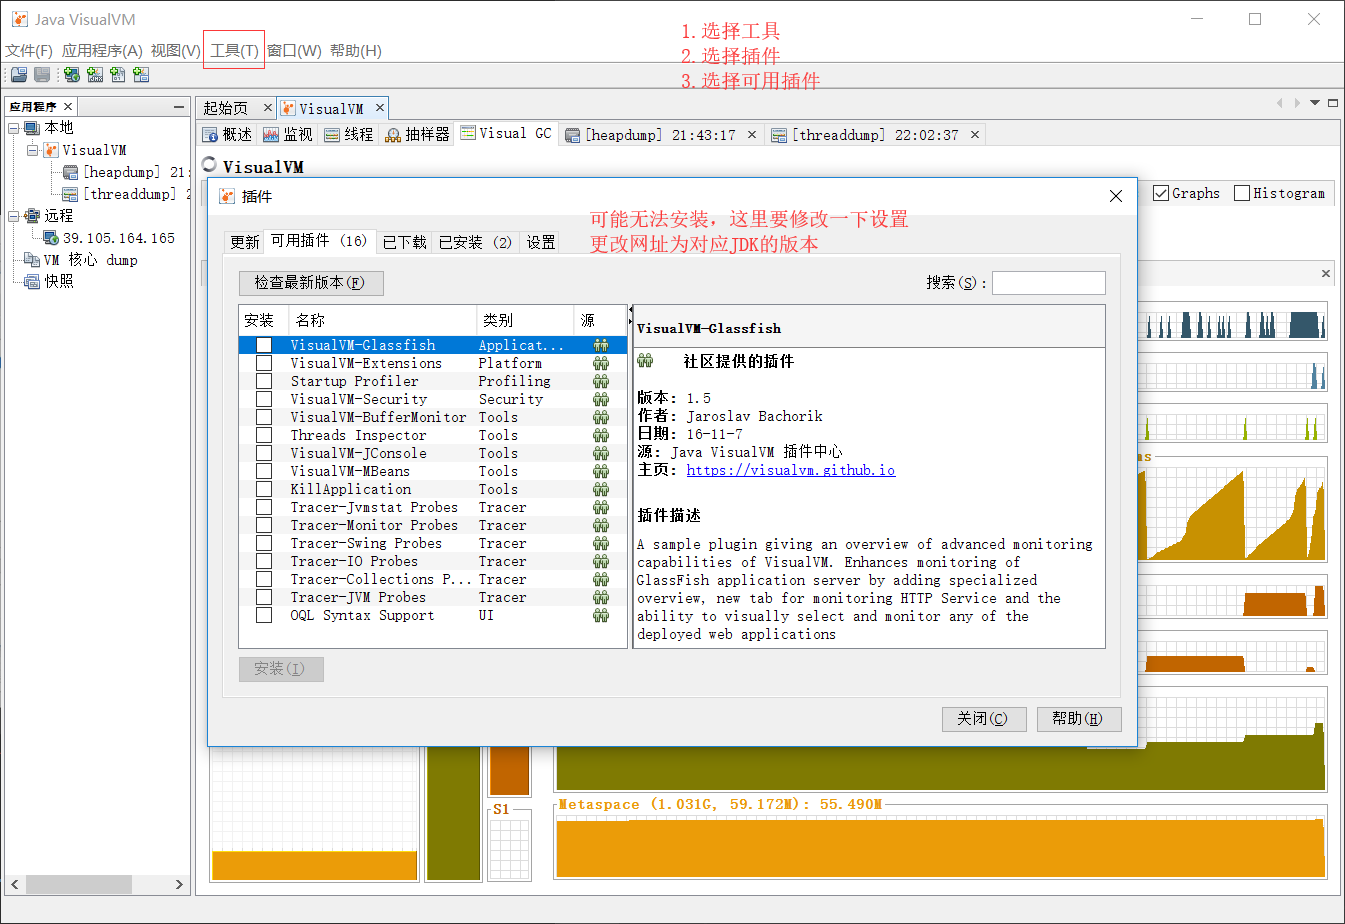 Java VisualVM
1.选择工具
2.选择插件
3.选择可用插件
文件(F) 应用程序(A) 视图(V) 工具(T) 窗口(W) 帮助(H)
应用程序
本地
VisualVM
[heapdump] 21:
[threaddump] 2
远程
39.105.164.165
VM 核心 dump
快照
起始页 VisualVM
概述 监视 线程 抽样器 Visual GC [heapdump] 21:43:17 [threaddump] 22:02:37
VisualVM
Graphs Histogram
插件
可能无法安装，这里要修改一下设置
更改网址为对应JDK的版本
更新 可用插件 (16) 已下载 已安装 (2) 设置
检查最新版本(F) 搜索(S):
安装 名称 类别 源
VisualVM-Glassfish Applicat...
VisualVM-Extensions Platform
Startup Profiler Profiling
VisualVM-Security Security
VisualVM-BufferMonitor Tools
Threads Inspector Tools
VisualVM-JConsole Tools
VisualVM-MBeans Tools
KillApplication Tools
Tracer-Jvmstat Probes Tracer
Tracer-Monitor Probes Tracer
Tracer-Swing Probes Tracer
Tracer-IO Probes Tracer
Tracer-Collections P... Tracer
Tracer-JVM Probes Tracer
OQL Syntax Support UI
VisualVM-Glassfish
社区提供的插件
版本: 1.5
作者: Jaroslav Bachorik
日期: 16-11-7
源: Java VisualVM 插件中心
主页: https://visualvm.github.io
插件描述
A sample plugin giving an overview of advanced monitoring
capabilities of VisualVM. Enhances monitoring of
GlassFish application server by adding specialized
overview, new tab for monitoring HTTP Service and the
ability to visually select and monitor any of the
deployed web applications
安装(I)
关闭(C) 帮助(H)
ms
S1
Metaspace (1.031G, 59.172M): 55.490M